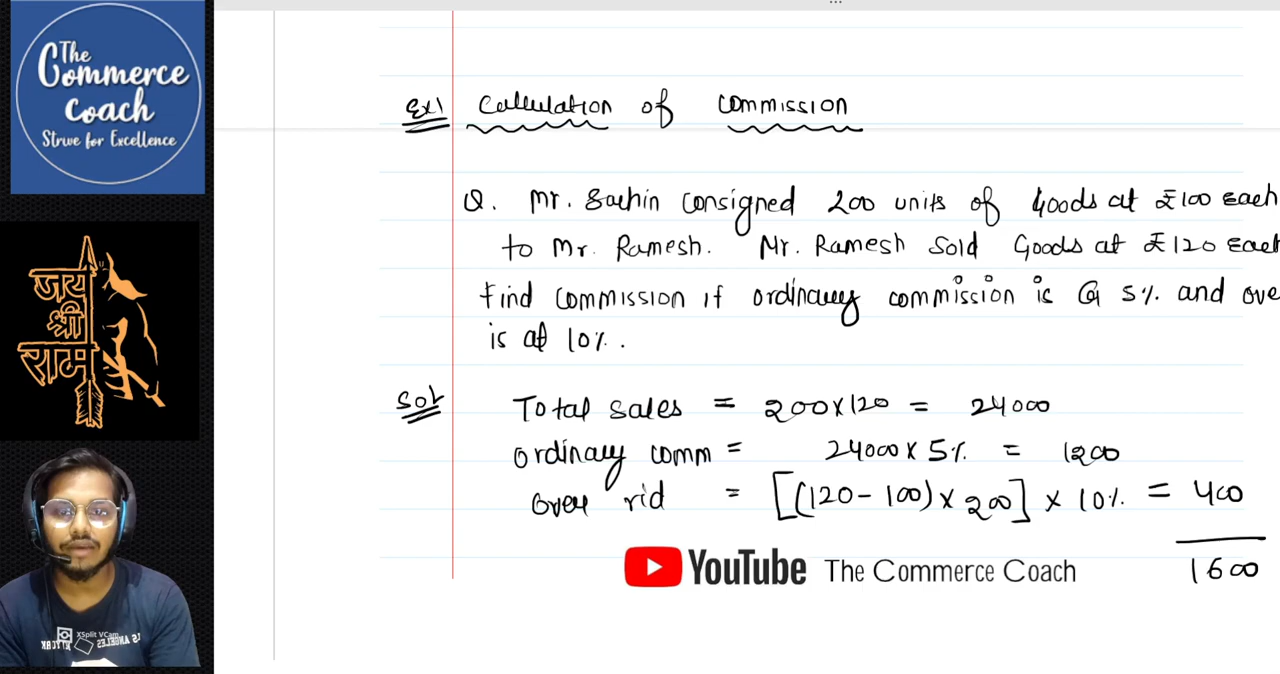 The
Commerce
Coach
Strive for Excellence
Ex1 Calculation of commission
Q. Mr. Sachin consigned 200 units of Goods at ₹100 Each
to Mr. Ramesh. Mr. Ramesh Sold Goods at ₹120 Each
Find commission if ordinary commission is @ 5% and ove
is at 10%.
जय
श्री
राम
Sol Total sales = 200×120 = 24000
ordinary comm = 24000 × 5% = 1200
over rid = [(120-100) × 200] × 10% = 400
1600
YouTube The Commerce Coach
XSplit VCam